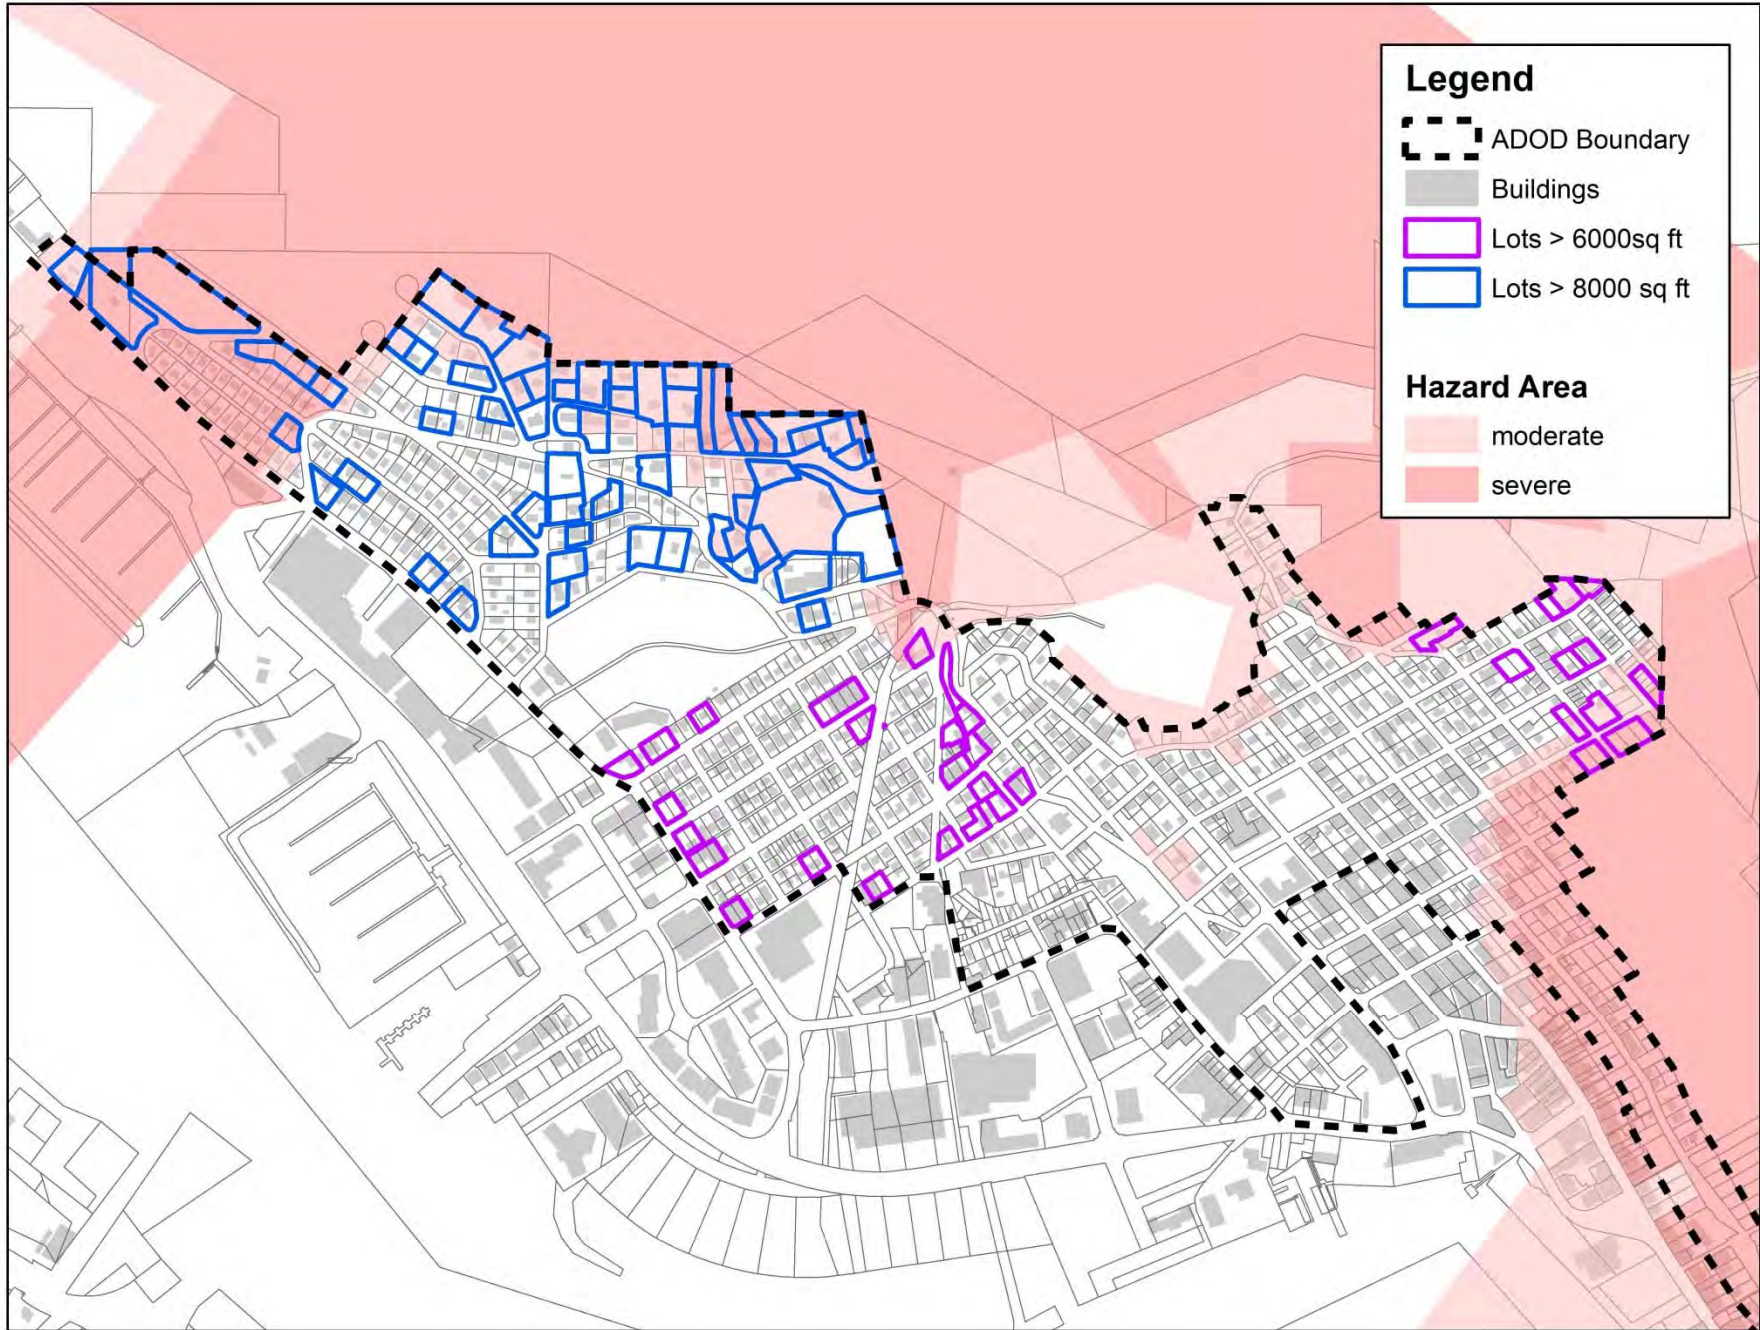 Legend
ADOD Boundary
Buildings
Lots > 6000sq ft
Lots > 8000 sq ft
Hazard Area
moderate
severe